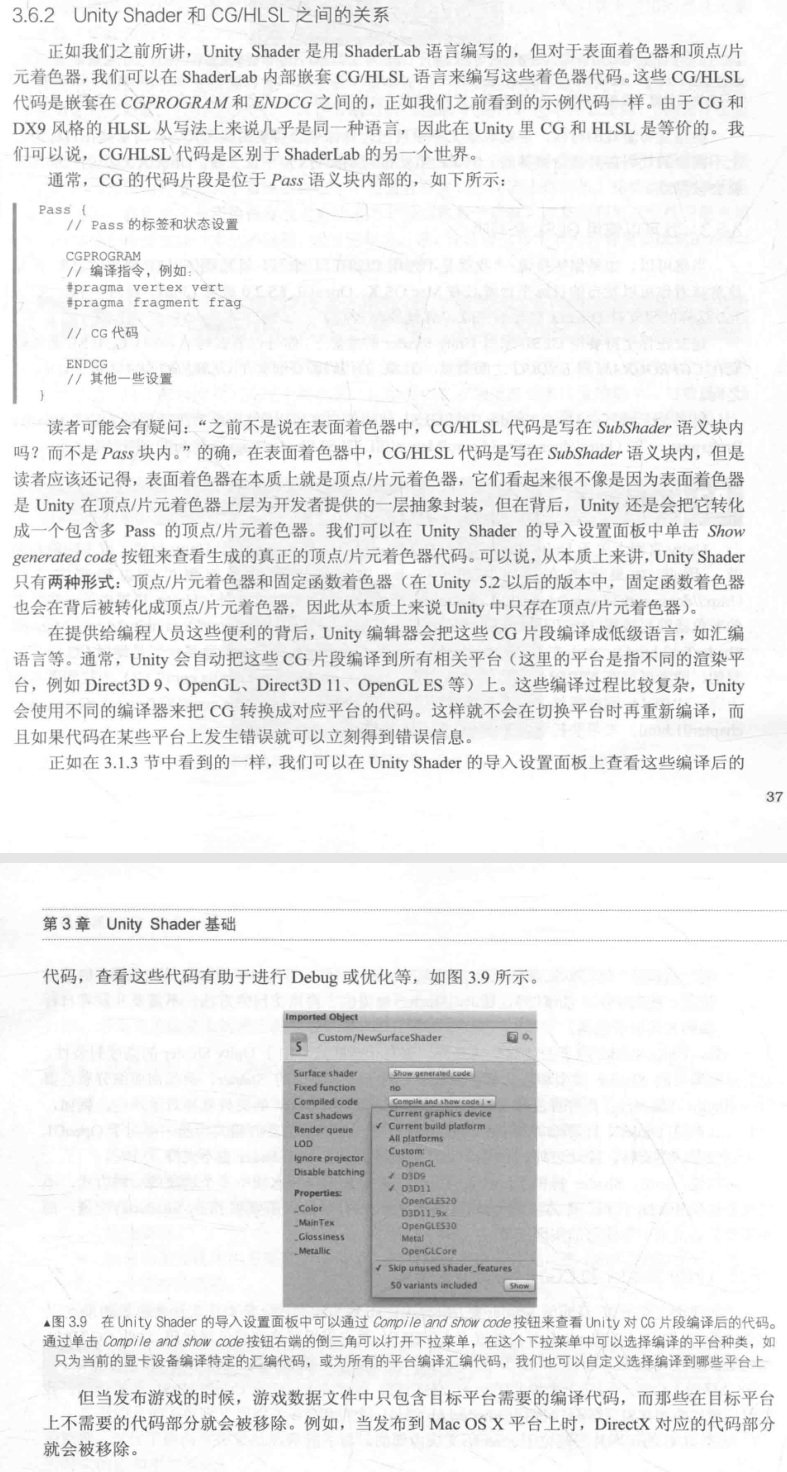 3.6.2 Unity Shader 和 CG/HLSL 之间的关系
正如我们之前所讲，Unity Shader 是用 ShaderLab 语言编写的，但对于表面着色器和顶点/片
元着色器，我们可以在 ShaderLab 内部嵌套 CG/HLSL 语言来编写这些着色器代码。这些 CG/HLSL
代码是嵌套在 CGPROGRAM 和 ENDCG 之间的，正如我们之前看到的示例代码一样。由于 CG 和
DX9 风格的 HLSL 从写法上来说几乎是同一种语言，因此在 Unity 里 CG 和 HLSL 是等价的。我
们可以说，CG/HLSL 代码是区别于 ShaderLab 的另一个世界。
通常，CG 的代码片段是位于 Pass 语义块内部的，如下所示：
Pass {
// Pass 的标签和状态设置
CGPROGRAM
// 编译指令，例如：
#pragma vertex vert
#pragma fragment frag
// CG 代码
ENDCG
// 其他一些设置
}
读者可能会有疑问：“之前不是说在表面着色器中，CG/HLSL 代码是写在 SubShader 语义块内
吗？而不是 Pass 块内。”的确，在表面着色器中，CG/HLSL 代码是写在 SubShader 语义块内，但是
读者应该还记得，表面着色器在本质上就是顶点/片元着色器，它们看起来很不像是因为表面着色器
是 Unity 在顶点/片元着色器上层为开发者提供的一层抽象封装，但在背后，Unity 还是会把它转化
成一个包含多 Pass 的顶点/片元着色器。我们可以在 Unity Shader 的导入设置面板中单击 Show
generated code 按钮来查看生成的真正的顶点/片元着色器代码。可以说，从本质上来讲，Unity Shader
只有两种形式：顶点/片元着色器和固定函数着色器（在 Unity 5.2 以后的版本中，固定函数着色器
也会在背后被转化成顶点/片元着色器，因此从本质上来说 Unity 中只存在顶点/片元着色器）。
在提供给编程人员这些便利的背后，Unity 编辑器会把这些 CG 片段编译成低级语言，如汇编
语言等。通常，Unity 会自动把这些 CG 片段编译到所有相关平台（这里的平台是指不同的渲染平
台，例如 Direct3D 9、OpenGL、Direct3D 11、OpenGL ES 等）上。这些编译过程比较复杂，Unity
会使用不同的编译器来把 CG 转换成对应平台的代码。这样就不会在切换平台时再重新编译，而
且如果代码在某些平台上发生错误就可以立刻得到错误信息。
正如在 3.1.3 节中看到的一样，我们可以在 Unity Shader 的导入设置面板上查看这些编译后的
37
第 3 章 Unity Shader 基础
代码，查看这些代码有助于进行 Debug 或优化等，如图 3.9 所示。
Imported Object
S Custom/NewSurfaceShader
Surface shader Show generated code
Fixed function no
Compiled code Compile and show code
Cast shadows Current graphics device
Render queue ✓ Current build platform
All platforms
LOD Custom:
Ignore projector OpenGL
Disable batching ✓ D3D9
✓ D3D11
Properties: OpenGLES20
_Color D3D11_9x
_MainTex OpenGLES30
_Glossiness Metal
_Metallic OpenGLCore
✓ Skip unused shader_features
50 variants included Show
▲图 3.9 在 Unity Shader 的导入设置面板中可以通过 Compile and show code 按钮来查看 Unity 对 CG 片段编译后的代码。
通过单击 Compile and show code 按钮右端的倒三角可以打开下拉菜单，在这个下拉菜单中可以选择编译的平台种类，如
只为当前的显卡设备编译特定的汇编代码，或为所有的平台编译汇编代码，我们也可以自定义选择编译到哪些平台上
但当发布游戏的时候，游戏数据文件中只包含目标平台需要的编译代码，而那些在目标平台
上不需要的代码部分就会被移除。例如，当发布到 Mac OS X 平台上时，DirectX 对应的代码部分
就会被移除。